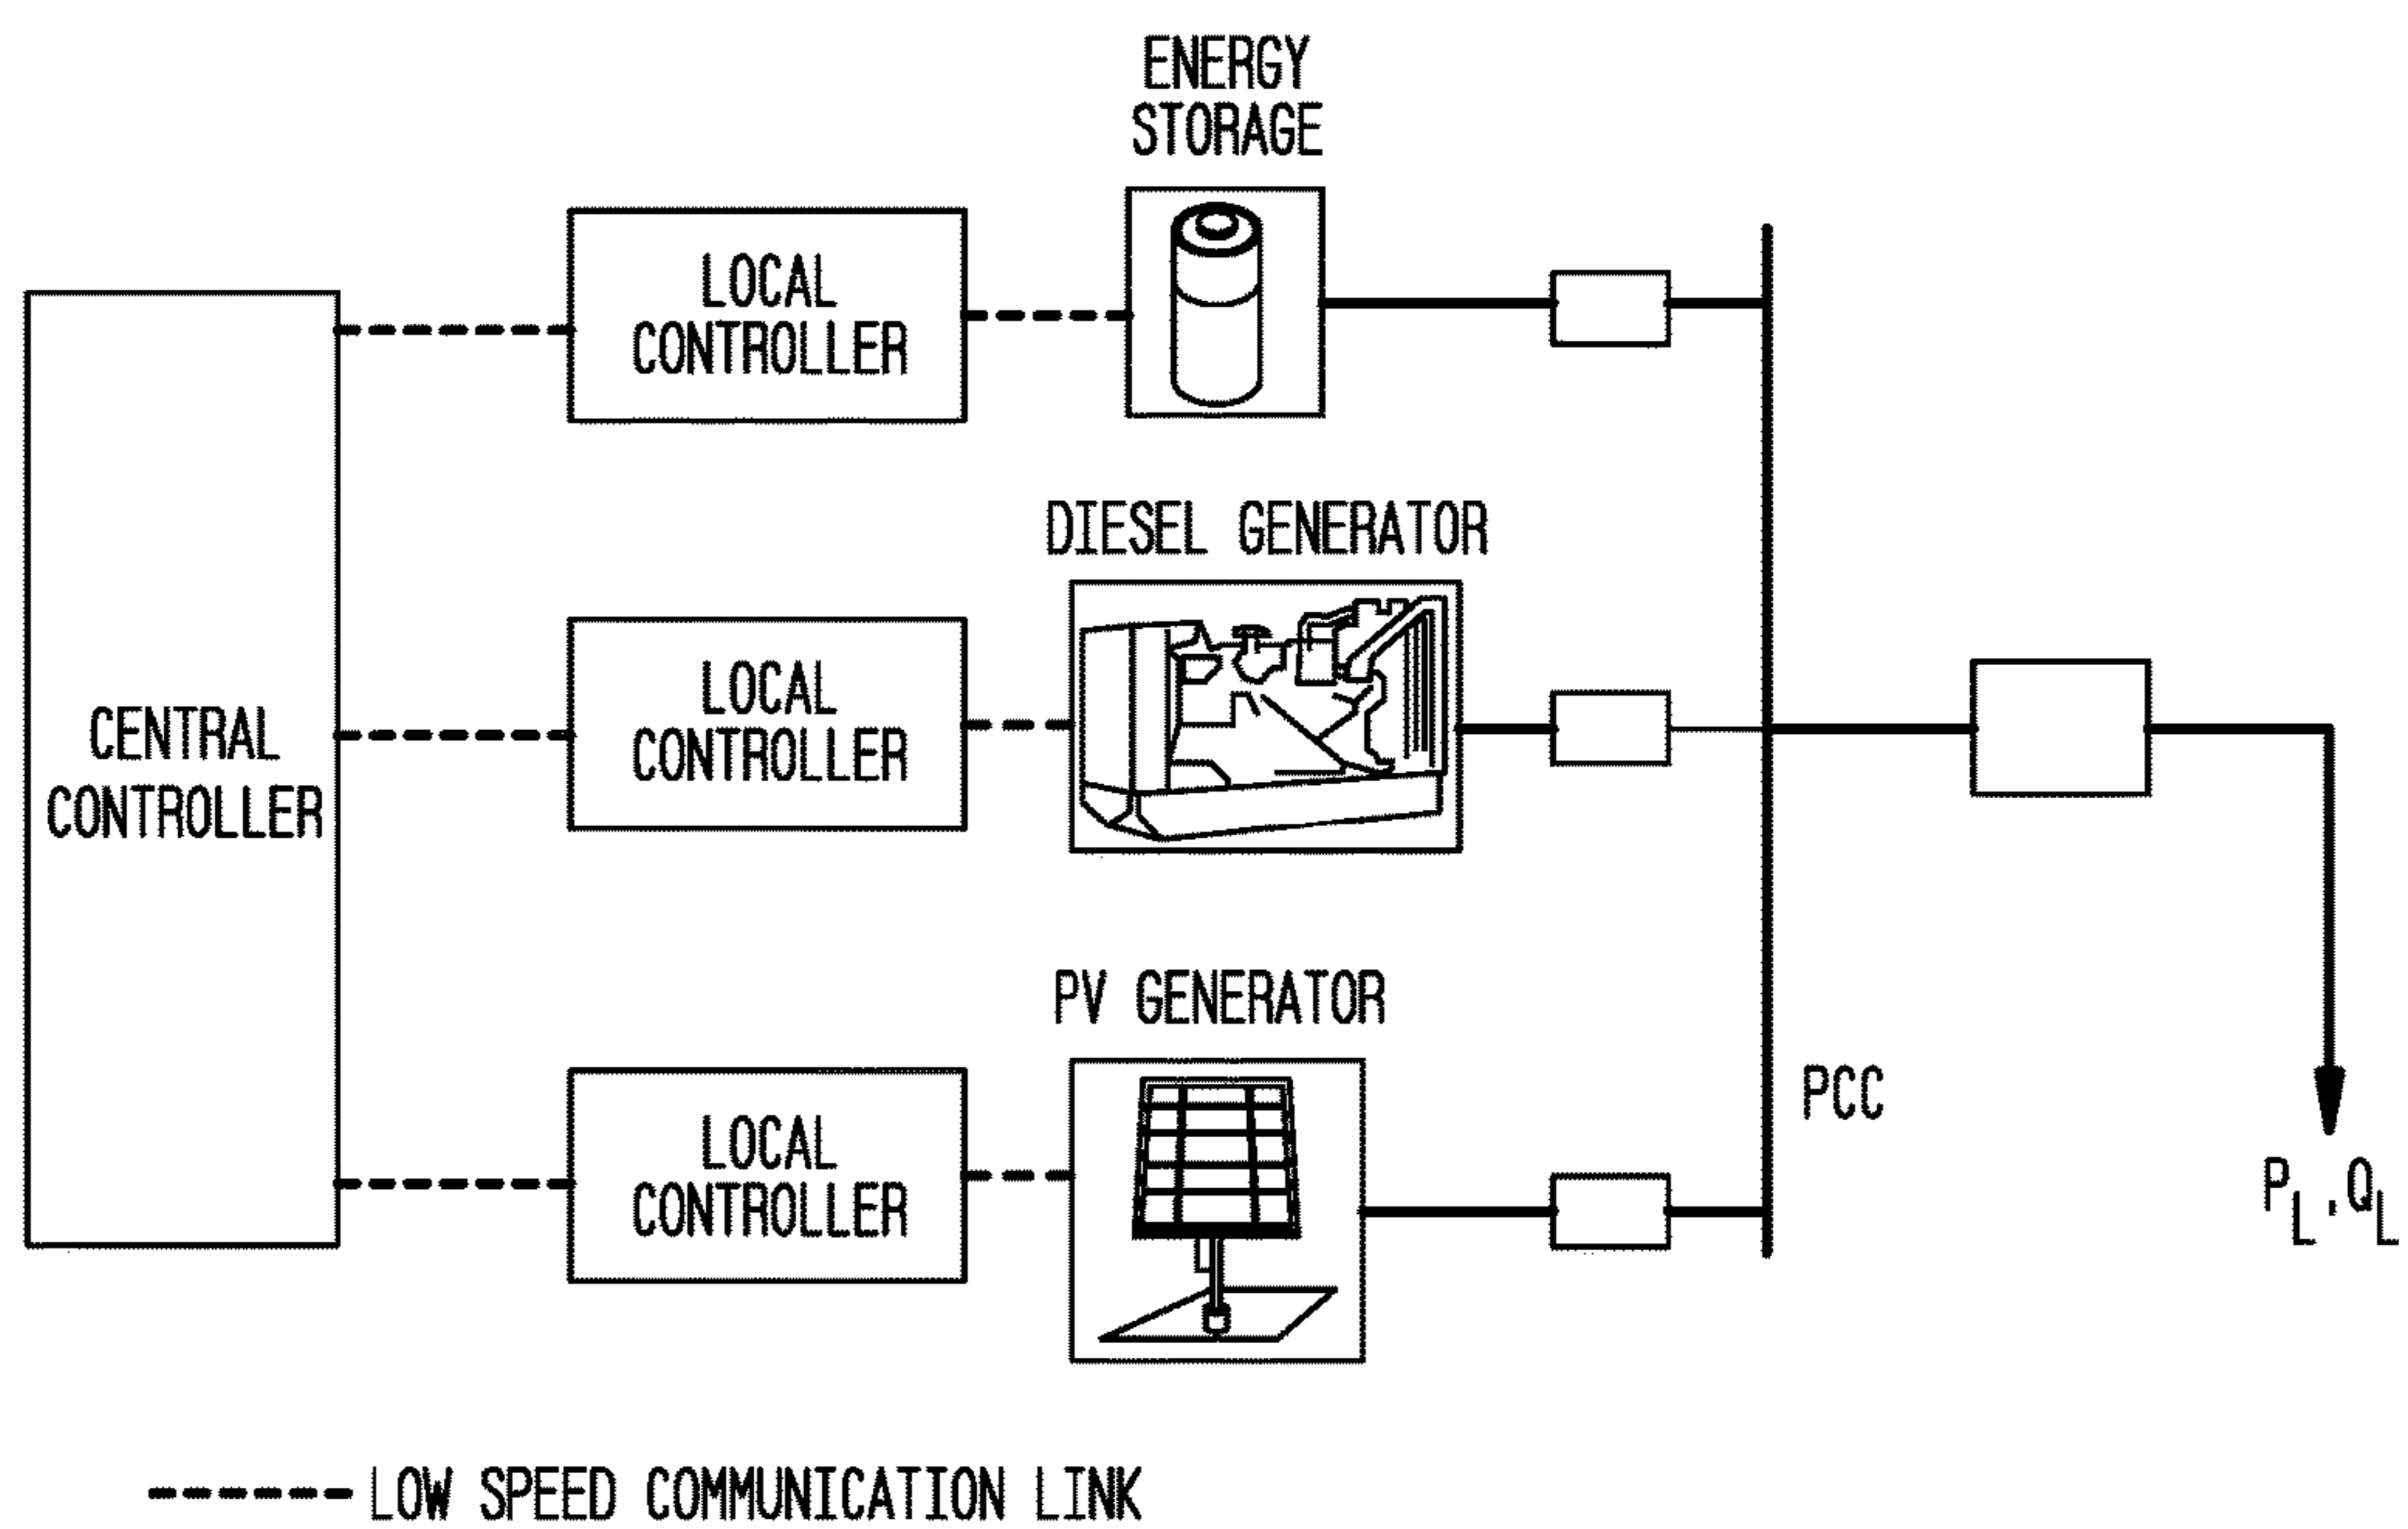 ENERGY
STORAGE
LOCAL
CONTROLLER
DIESEL GENERATOR
LOCAL
CONTROLLER
CENTRAL
CONTROLLER
PV GENERATOR
LOCAL
CONTROLLER
PCC
PL, QL
LOW SPEED COMMUNICATION LINK